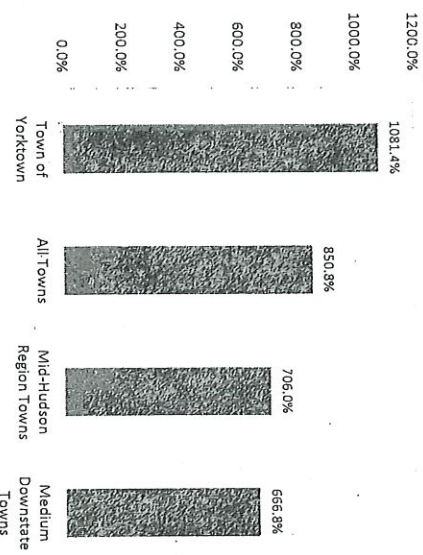 1200.0%
1000.0%
800.0%
600.0%
400.0%
200.0%
0.0%
1081.4%
850.8%
706.0%
666.8%
Town of
Yorktown
All Towns
Mid-Hudson
Region Towns
Medium
Downstate
Towns